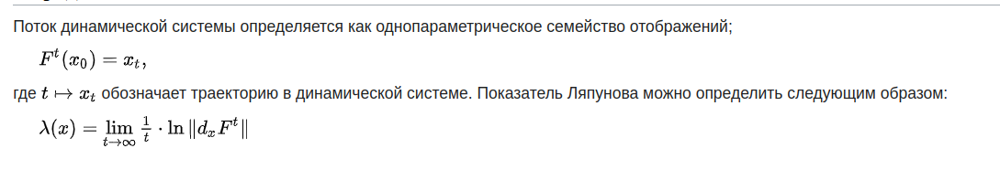 Поток динамической системы определяется как однопараметрическое семейство отображений;
F^t(x_0) = x_t,
где t ↦ x_t обозначает траекторию в динамической системе. Показатель Ляпунова можно определить следующим образом:
λ(x) = lim_{t→∞} 1/t · ln ‖d_x F^t‖